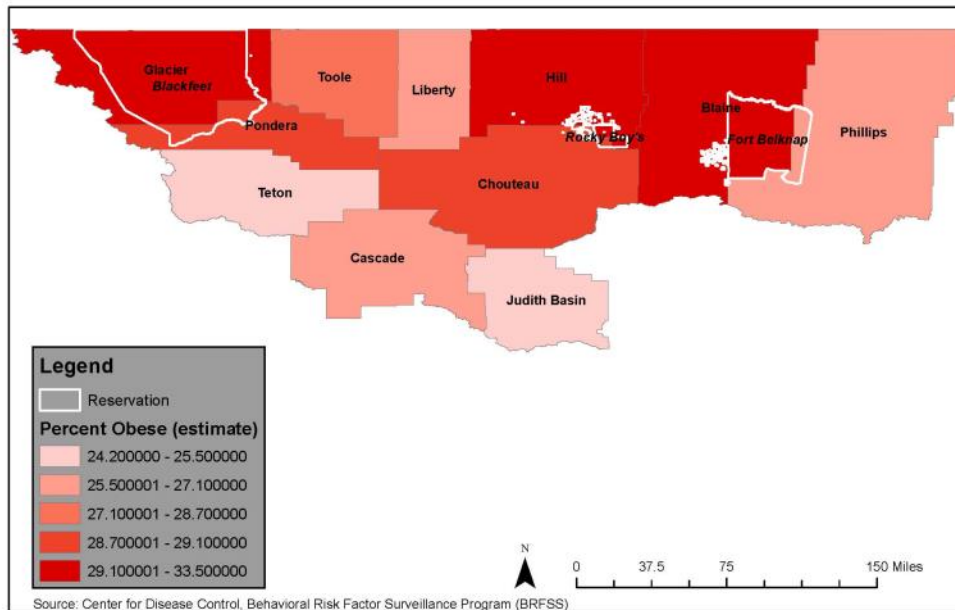 Glacier
Blackfeet
Toole
Liberty
Hill
Blaine
Phillips
Pondera
Rocky Boy's
Fort Belknap
Teton
Chouteau
Cascade
Judith Basin
Legend
Reservation
Percent Obese (estimate)
24.200000 - 25.500000
25.500001 - 27.100000
27.100001 - 28.700000
28.700001 - 29.100000
29.100001 - 33.500000
N
0 37.5 75 150 Miles
Source: Center for Disease Control, Behavioral Risk Factor Surveillance Program (BRFSS)